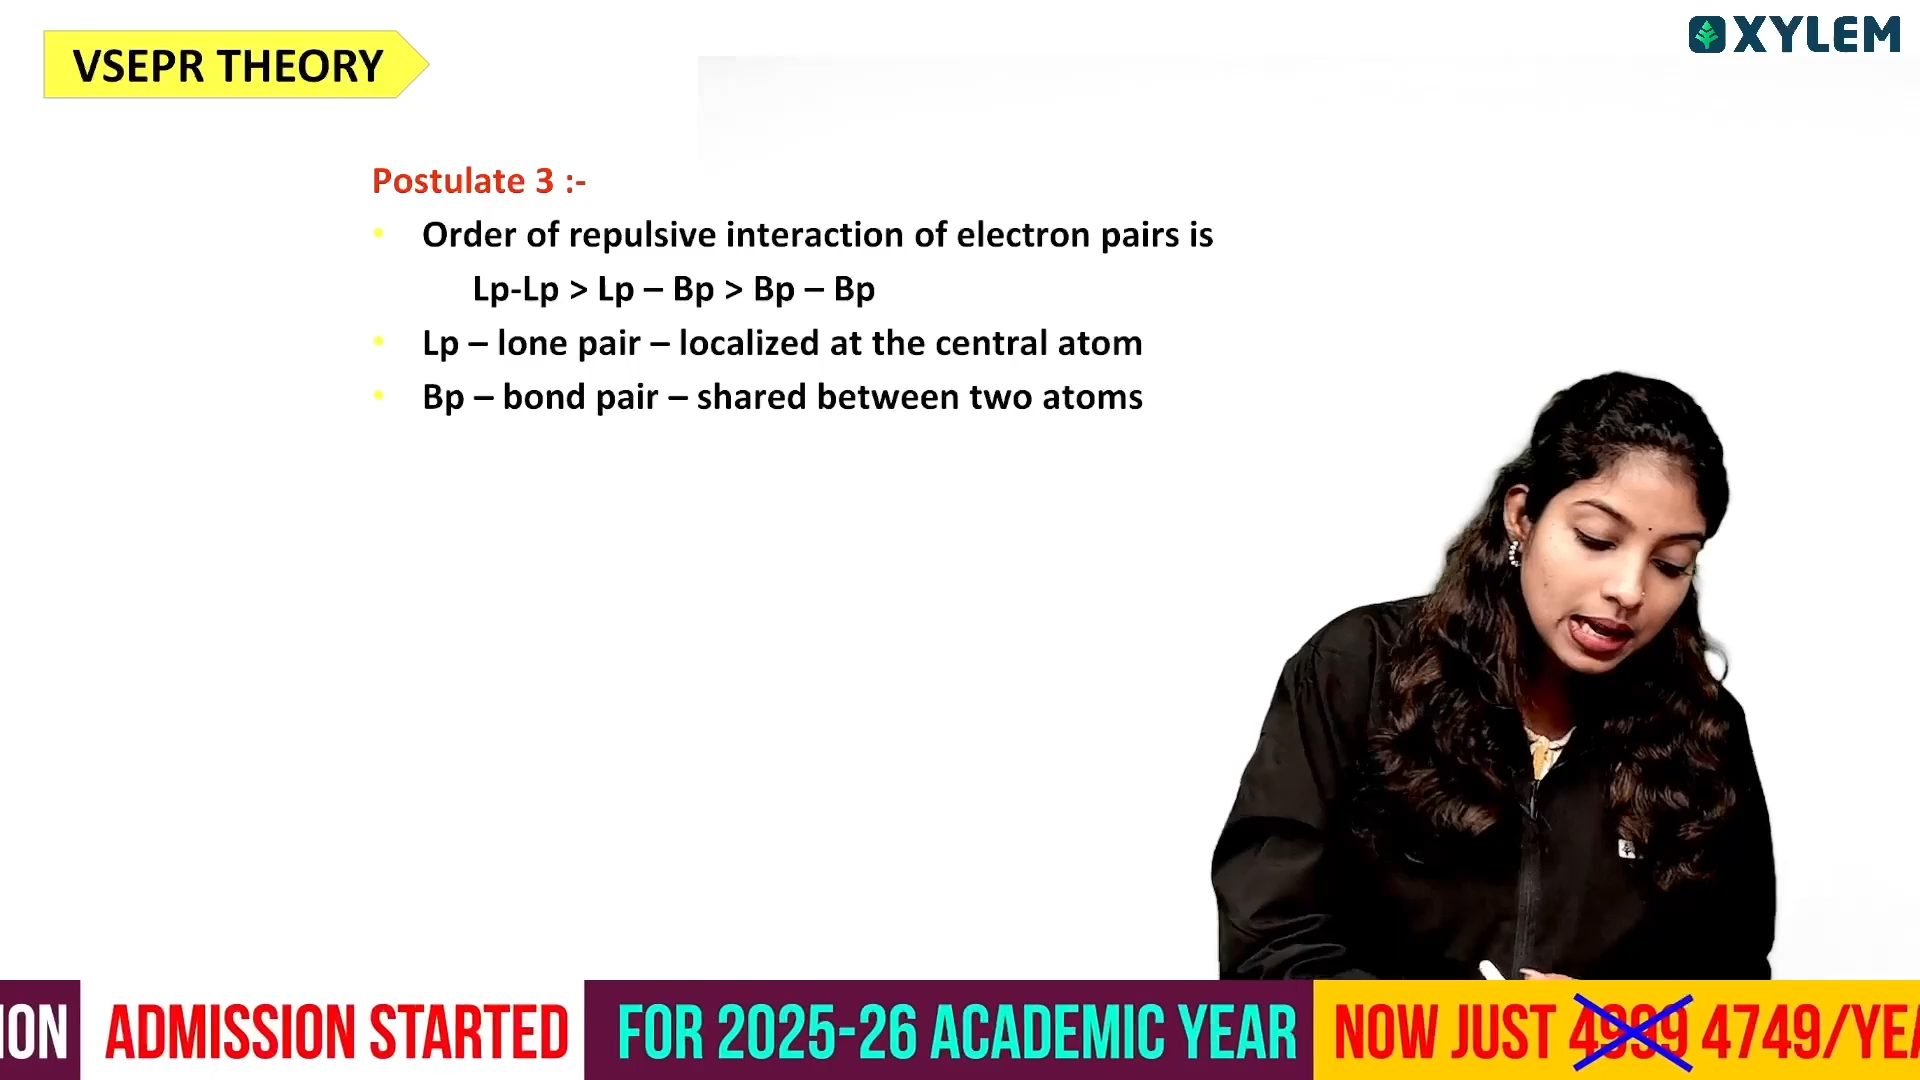 VSEPR THEORY
XYLEM
Postulate 3 :-
• Order of repulsive interaction of electron pairs is
Lp-Lp > Lp – Bp > Bp – Bp
• Lp – lone pair – localized at the central atom
• Bp – bond pair – shared between two atoms
ION ADMISSION STARTED FOR 2025-26 ACADEMIC YEAR NOW JUST 4999 4749/YEA